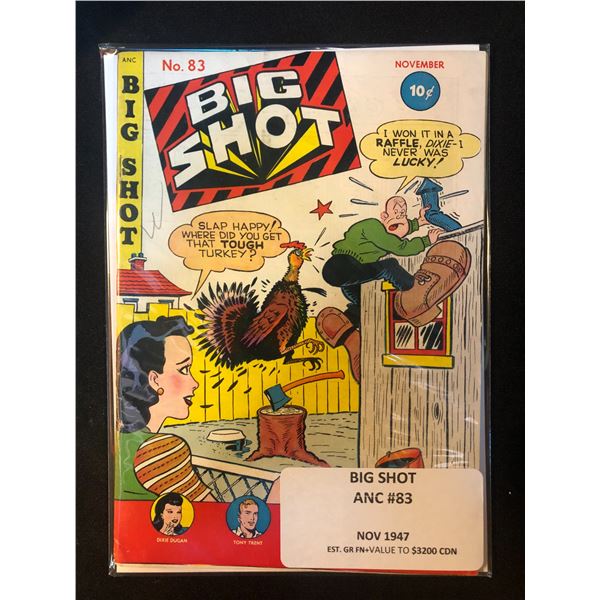 ANC
BIG SHOT
No. 83
NOVEMBER
10¢
BIG
SHOT
I WON IT IN A
RAFFLE, DIXIE-I
NEVER WAS
LUCKY!
SLAP HAPPY!
WHERE DID YOU GET
THAT TOUGH
TURKEY?
DIXIE DUGAN
TONY TRENT
BIG SHOT
ANC #83
NOV 1947
EST. GR FN+VALUE TO $3200 CDN